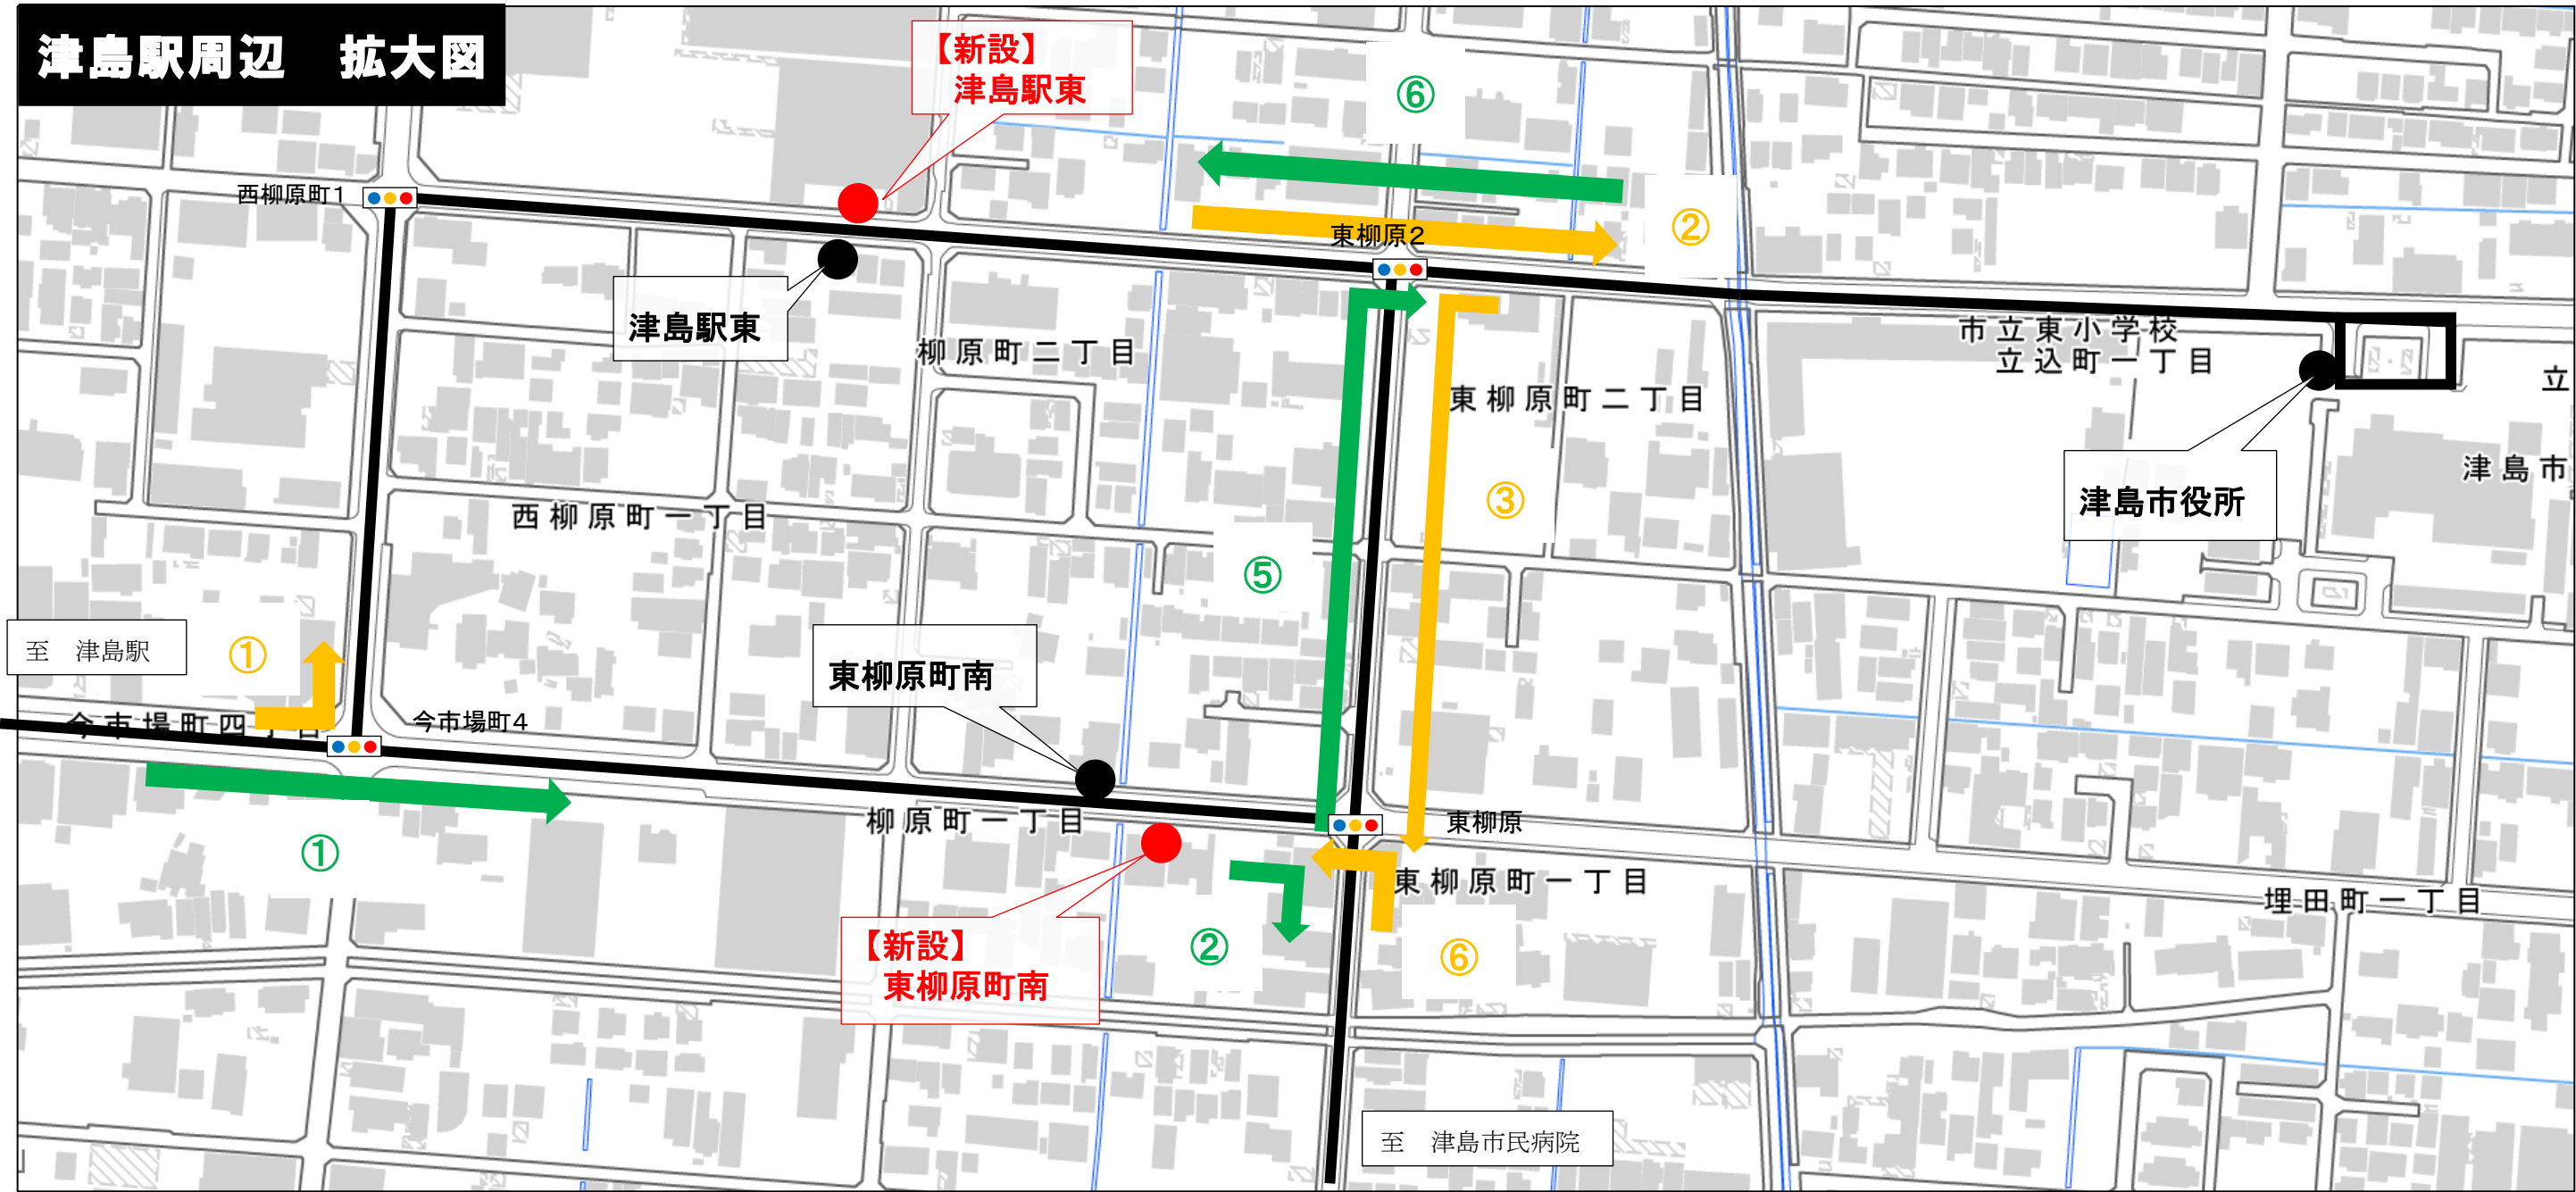 津島駅周辺　拡大図
【新設】
津島駅東
⑥
西柳原町1
②
東柳原2
津島駅東
市立東小学校
立込町一丁目
柳原町二丁目
立
東柳原町二丁目
津島市
③
津島市役所
西柳原町一丁目
⑤
至　津島駅
①
東柳原町南
今市場町四丁目
今市場町4
柳原町一丁目
東柳原
①
東柳原町一丁目
埋田町一丁目
【新設】
東柳原町南
②
⑥
至　津島市民病院